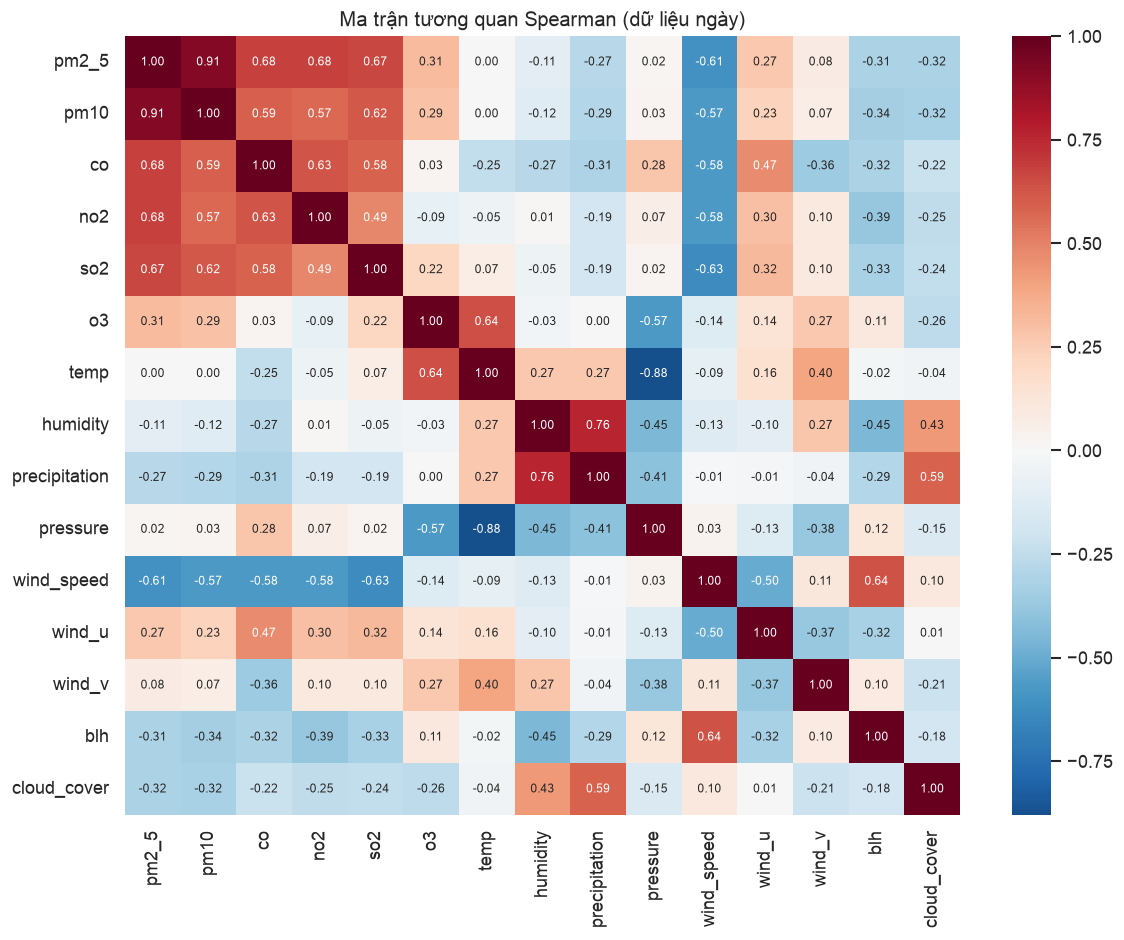 Ma trận tương quan Spearman (dữ liệu ngày)
pm2_5 1.00 0.91 0.68 0.68 0.67 0.31 0.00 -0.11 -0.27 0.02 -0.61 0.27 0.08 -0.31 -0.32
pm10 0.91 1.00 0.59 0.57 0.62 0.29 0.00 -0.12 -0.29 0.03 -0.57 0.23 0.07 -0.34 -0.32
co 0.68 0.59 1.00 0.63 0.58 0.03 -0.25 -0.27 -0.31 0.28 -0.58 0.47 -0.36 -0.32 -0.22
no2 0.68 0.57 0.63 1.00 0.49 -0.09 -0.05 0.01 -0.19 0.07 -0.58 0.30 0.10 -0.39 -0.25
so2 0.67 0.62 0.58 0.49 1.00 0.22 0.07 -0.05 -0.19 0.02 -0.63 0.32 0.10 -0.33 -0.24
o3 0.31 0.29 0.03 -0.09 0.22 1.00 0.64 -0.03 0.00 -0.57 -0.14 0.14 0.27 0.11 -0.26
temp 0.00 0.00 -0.25 -0.05 0.07 0.64 1.00 0.27 0.27 -0.88 -0.09 0.16 0.40 -0.02 -0.04
humidity -0.11 -0.12 -0.27 0.01 -0.05 -0.03 0.27 1.00 0.76 -0.45 -0.13 -0.10 0.27 -0.45 0.43
precipitation -0.27 -0.29 -0.31 -0.19 -0.19 0.00 0.27 0.76 1.00 -0.41 -0.01 -0.01 -0.04 -0.29 0.59
pressure 0.02 0.03 0.28 0.07 0.02 -0.57 -0.88 -0.45 -0.41 1.00 0.03 -0.13 -0.38 0.12 -0.15
wind_speed -0.61 -0.57 -0.58 -0.58 -0.63 -0.14 -0.09 -0.13 -0.01 0.03 1.00 -0.50 0.11 0.64 0.10
wind_u 0.27 0.23 0.47 0.30 0.32 0.14 0.16 -0.10 -0.01 -0.13 -0.50 1.00 -0.37 -0.32 0.01
wind_v 0.08 0.07 -0.36 0.10 0.10 0.27 0.40 0.27 -0.04 -0.38 0.11 -0.37 1.00 0.10 -0.21
blh -0.31 -0.34 -0.32 -0.39 -0.33 0.11 -0.02 -0.45 -0.29 0.12 0.64 -0.32 0.10 1.00 -0.18
cloud_cover -0.32 -0.32 -0.22 -0.25 -0.24 -0.26 -0.04 0.43 0.59 -0.15 0.10 0.01 -0.21 -0.18 1.00
pm2_5 pm10 co no2 so2 o3 temp humidity precipitation pressure wind_speed wind_u wind_v blh cloud_cover
1.00
0.75
0.50
0.25
0.00
−0.25
−0.50
−0.75